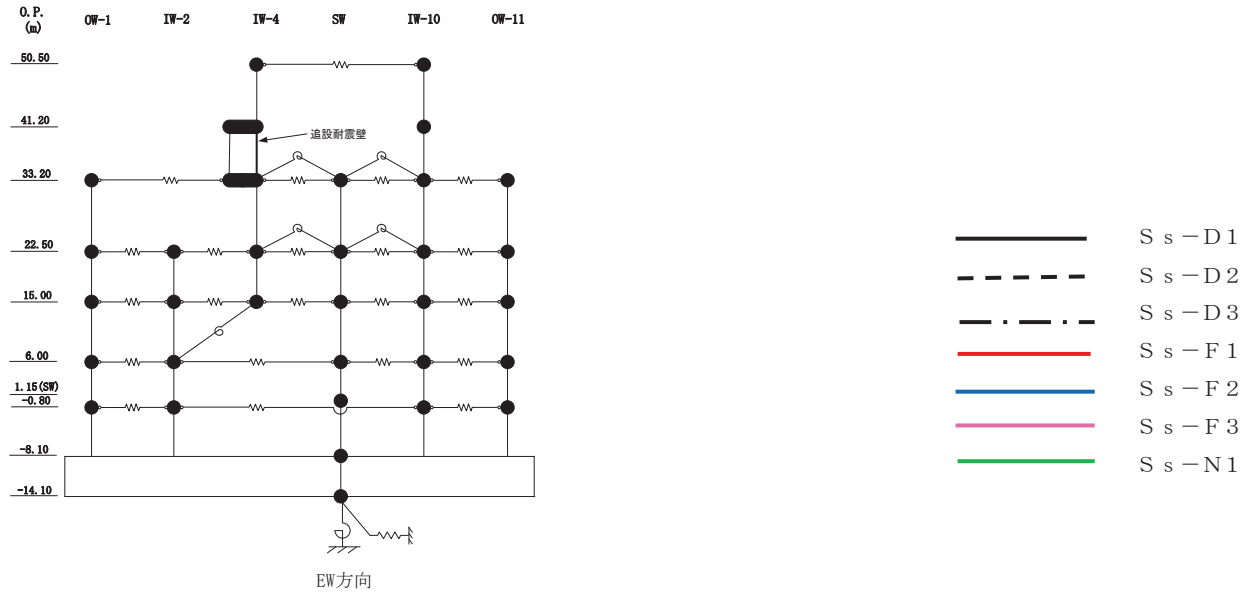 O.P.
(m)
OW-1 IW-2 IW-4 SW IW-10 OW-11
50.50
41.20
追設耐震壁
33.20
22.50
15.00
6.00
1.15(SW)
-0.80
-8.10
-14.10
EW方向
Ss-D1
Ss-D2
Ss-D3
Ss-F1
Ss-F2
Ss-F3
Ss-N1